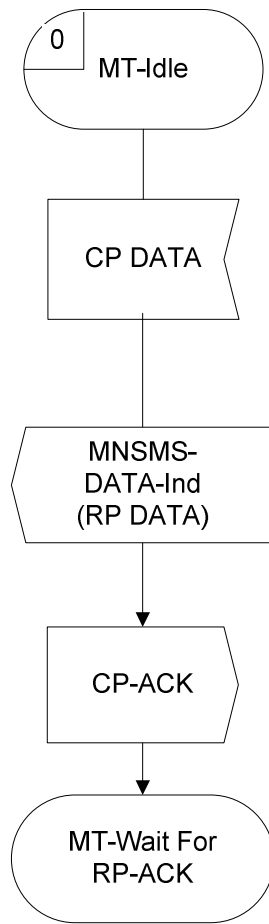 0
MT-Idle
CP DATA
MNSMS-
DATA-Ind
(RP DATA)
CP-ACK
MT-Wait For
RP-ACK